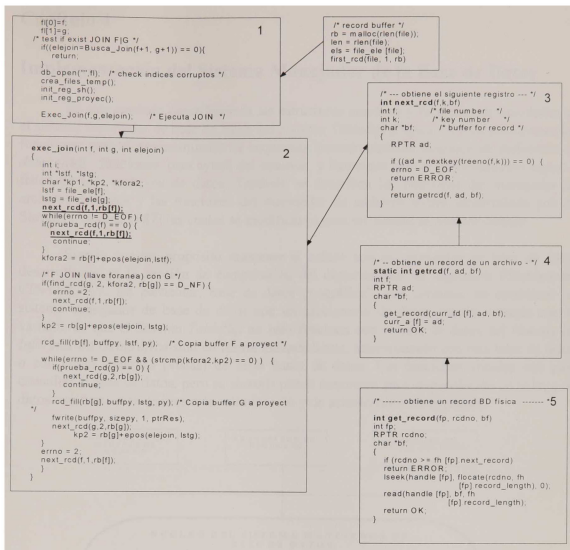 fl[0]=f;
fl[1]=g;
/* test if exist JOIN F|G */
if((elejoin=Busca_Join(f+1, g+1)) == 0){
return;
}
db_open("",fl); /* check indices corruptos */
crea_files_temp();
init_reg_sh();
init_reg_proyec();
Exec_Join(f,g,elejoin); /* Ejecuta JOIN */
1
/* record buffer */
rb = malloc(rlen(file));
len = rlen(file);
els = file_ele [file];
first_rcd(file, 1, rb)
2
exec_join(int f, int g, int elejoin)
{
int i;
int *lstf, *lstg;
char *kp1, *kp2, *kfora2;
lstf = file_ele[f];
lstg = file_ele[g];
next_rcd(f,1,rb[f]);
while(errno != D_EOF) {
if(prueba_rcd(f) == 0) {
next_rcd(f,1,rb[f]);
continue;
}
kfora2 = rb[f]+epos(elejoin,lstf);
/* F JOIN (llave foranea) con G */
if(find_rcd(g, 2, kfora2, rb[g]) == D_NF) {
errno =2;
next_rcd(f,1,rb[f]);
continue;
}
kp2 = rb[g]+epos(elejoin, lstg);
rcd_fill(rb[f], buffpy, lstf, py); /* Copia buffer F a proyect */
while(errno != D_EOF && (strcmp(kfora2,kp2) == 0) ) {
if(prueba_rcd(g) == 0) {
next_rcd(g,2,rb[g]);
continue;
}
rcd_fill(rb[g], buffpy, lstg, py); /* Copia buffer G a proyect
*/
fwrite(buffpy, sizepy, 1, ptrRes);
next_rcd(g,2,rb[g]);
kp2 = rb[g]+epos(elejoin, lstg);
}
errno = 2;
next_rcd(f,1,rb[f]);
}
}
/* --- obtiene el siguiente registro --- */ 3
int next_rcd(f,k,bf)
int f; /* file number */
int k; /* key number */
char *bf; /* buffer for record */
{
RPTR ad;
if ((ad = nextkey(treeno(f,k))) == 0) {
errno = D_EOF;
return ERROR;
}
return getrcd(f, ad, bf);
}
/* -- obtiene un record de un archivo - */ 4
static int getrcd(f, ad, bf)
int f;
RPTR ad;
char *bf;
{
get_record(curr_fd [f], ad, bf);
curr_a [f] = ad;
return OK;
}
/* ------ obtiene un record BD fisica ------- *5
int get_record(fp, rcdno, bf)
int fp;
RPTR rcdno;
char *bf;
{
if (rcdno >= fh [fp].next_record)
return ERROR;
lseek(handle [fp], flocate(rcdno, fh
[fp].record_length), 0);
read(handle [fp], bf, fh
[fp].record_length);
return OK;
}